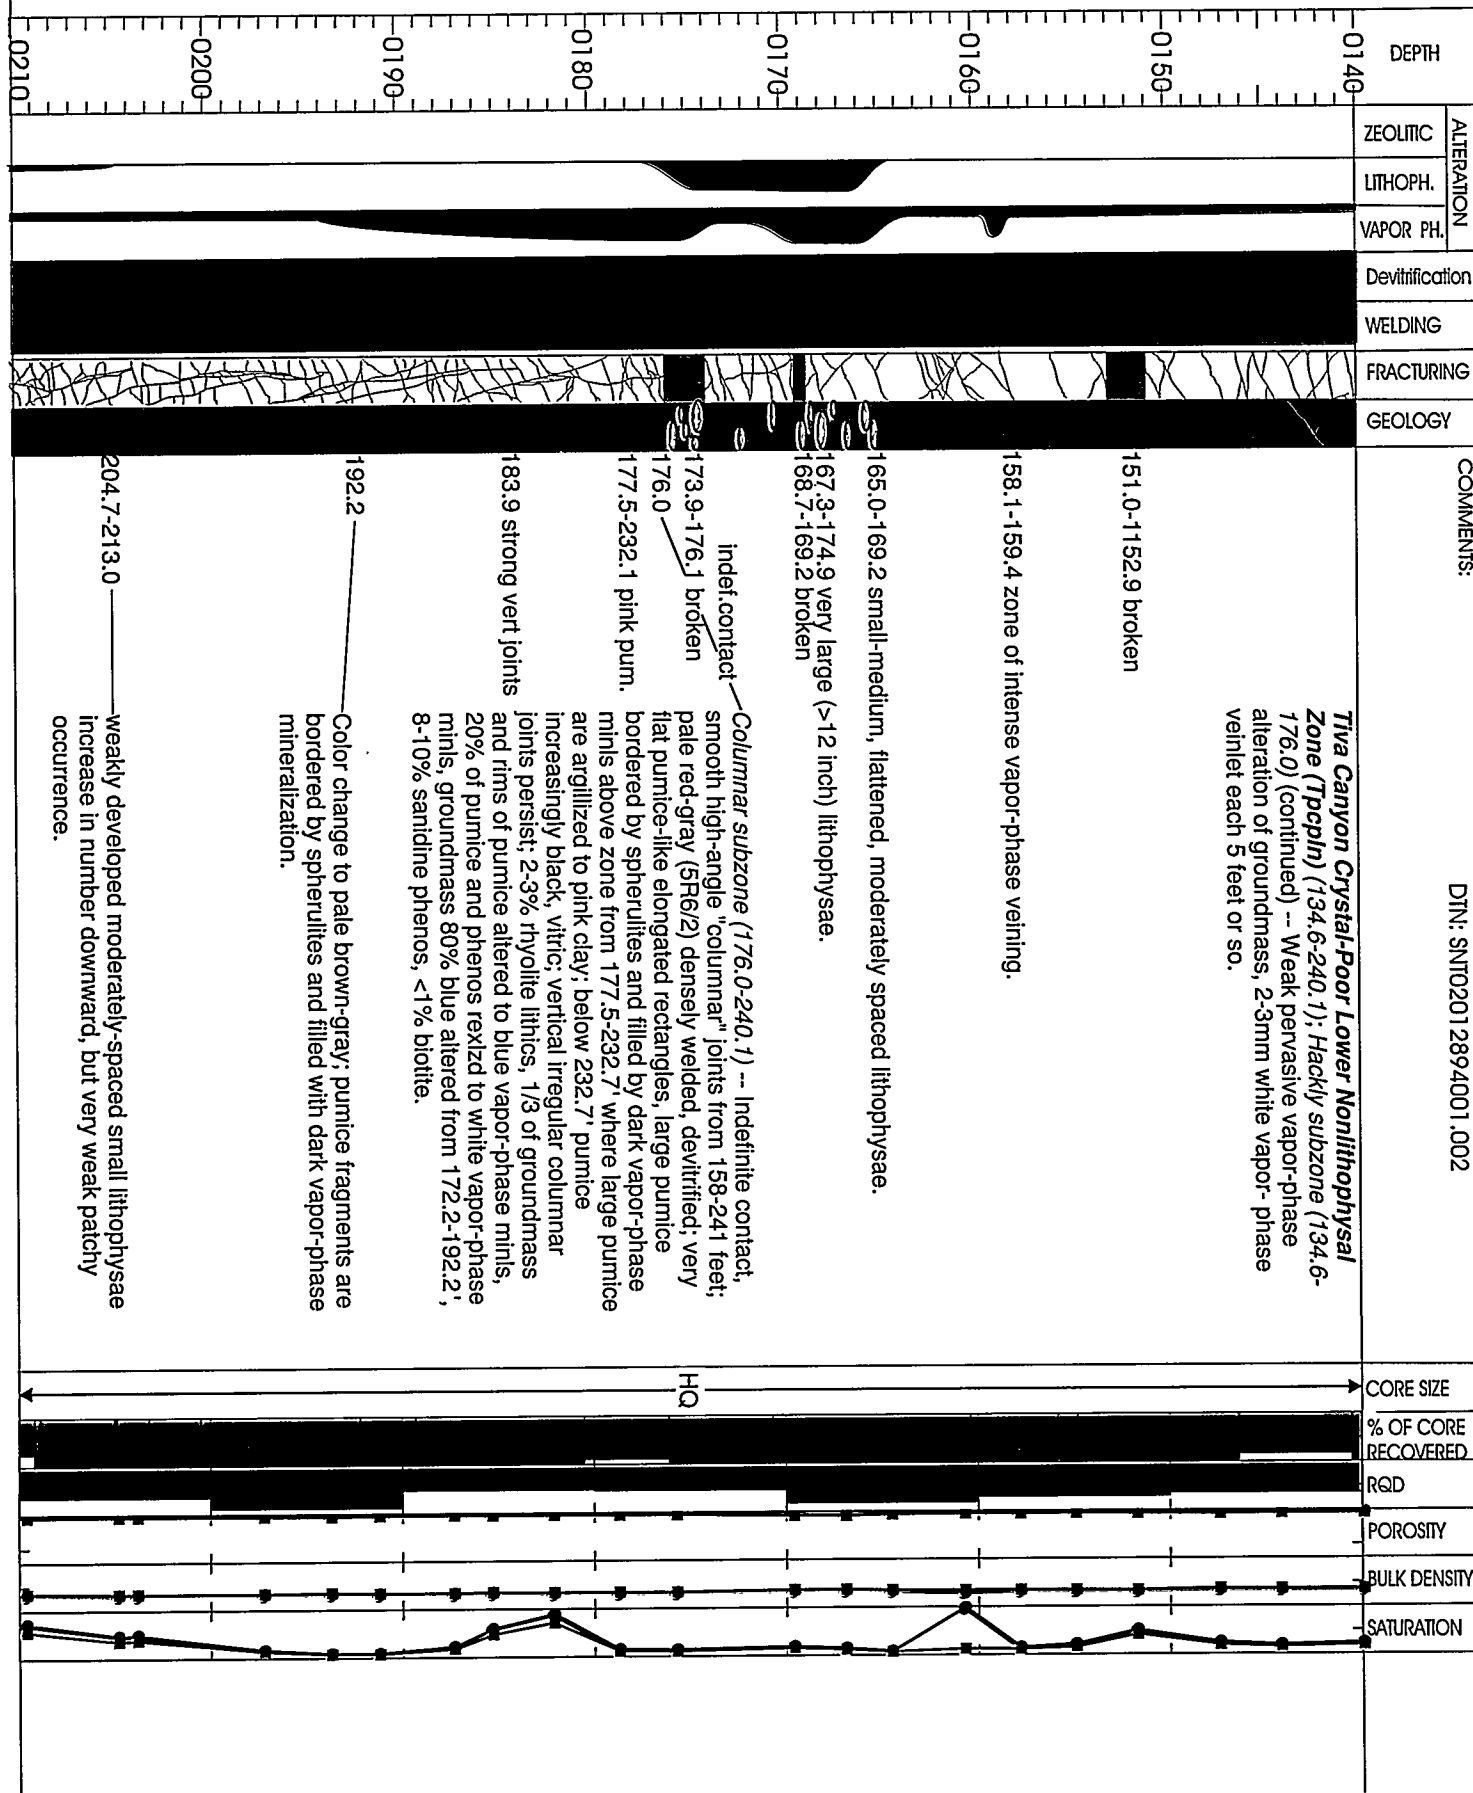 DTN: SNT02012894001.002
DEPTH
ALTERATION
ZEOLITIC
LITHOPH.
VAPOR PH.
Devitrification
WELDING
FRACTURING
GEOLOGY
COMMENTS:
CORE SIZE
% OF CORE
RECOVERED
RQD
POROSITY
BULK DENSITY
SATURATION
0140
0150
0160
0170
0180
0190
0200
0210
Tiva Canyon Crystal-Poor Lower Nonlithophysal
Zone (Tpcpln) (134.6-240.1); Hackly subzone (134.6-
176.0) (continued) -- Weak pervasive vapor-phase
alteration of groundmass, 2-3mm white vapor- phase
veinlet each 5 feet or so.
151.0-1152.9 broken
158.1-159.4 zone of intense vapor-phase veining.
165.0-169.2 small-medium, flattened, moderately spaced lithophysae.
167.3-174.9 very large (>12 inch) lithophysae.
168.7-169.2 broken
indef.contact
173.9-176.1 broken
176.0
177.5-232.1 pink pum.
183.9 strong vert joints
Columnar subzone (176.0-240.1) -- Indefinite contact,
smooth high-angle "columnar" joints from 158-241 feet;
pale red-gray (5R6/2) densely welded, devitrified; very
flat pumice-like elongated rectangles, large pumice
bordered by spherulites and filled by dark vapor-phase
minls above zone from 177.5-232.7' where large pumice
are argillized to pink clay; below 232.7' pumice
increasingly black, vitric; vertical irregular columnar
joints persist; 2-3% rhyolite lithics, 1/3 of groundmass
and rims of pumice altered to blue vapor-phase minls,
20% of pumice and phenos rexlzd to white vapor-phase
minls, groundmass 80% blue altered from 172.2-192.2',
8-10% sanidine phenos, <1% biotite.
192.2
Color change to pale brown-gray; pumice fragments are
bordered by spherulites and filled with dark vapor-phase
mineralization.
204.7-213.0
weakly developed moderately-spaced small lithophysae
increase in number downward, but very weak patchy
occurrence.
HQ